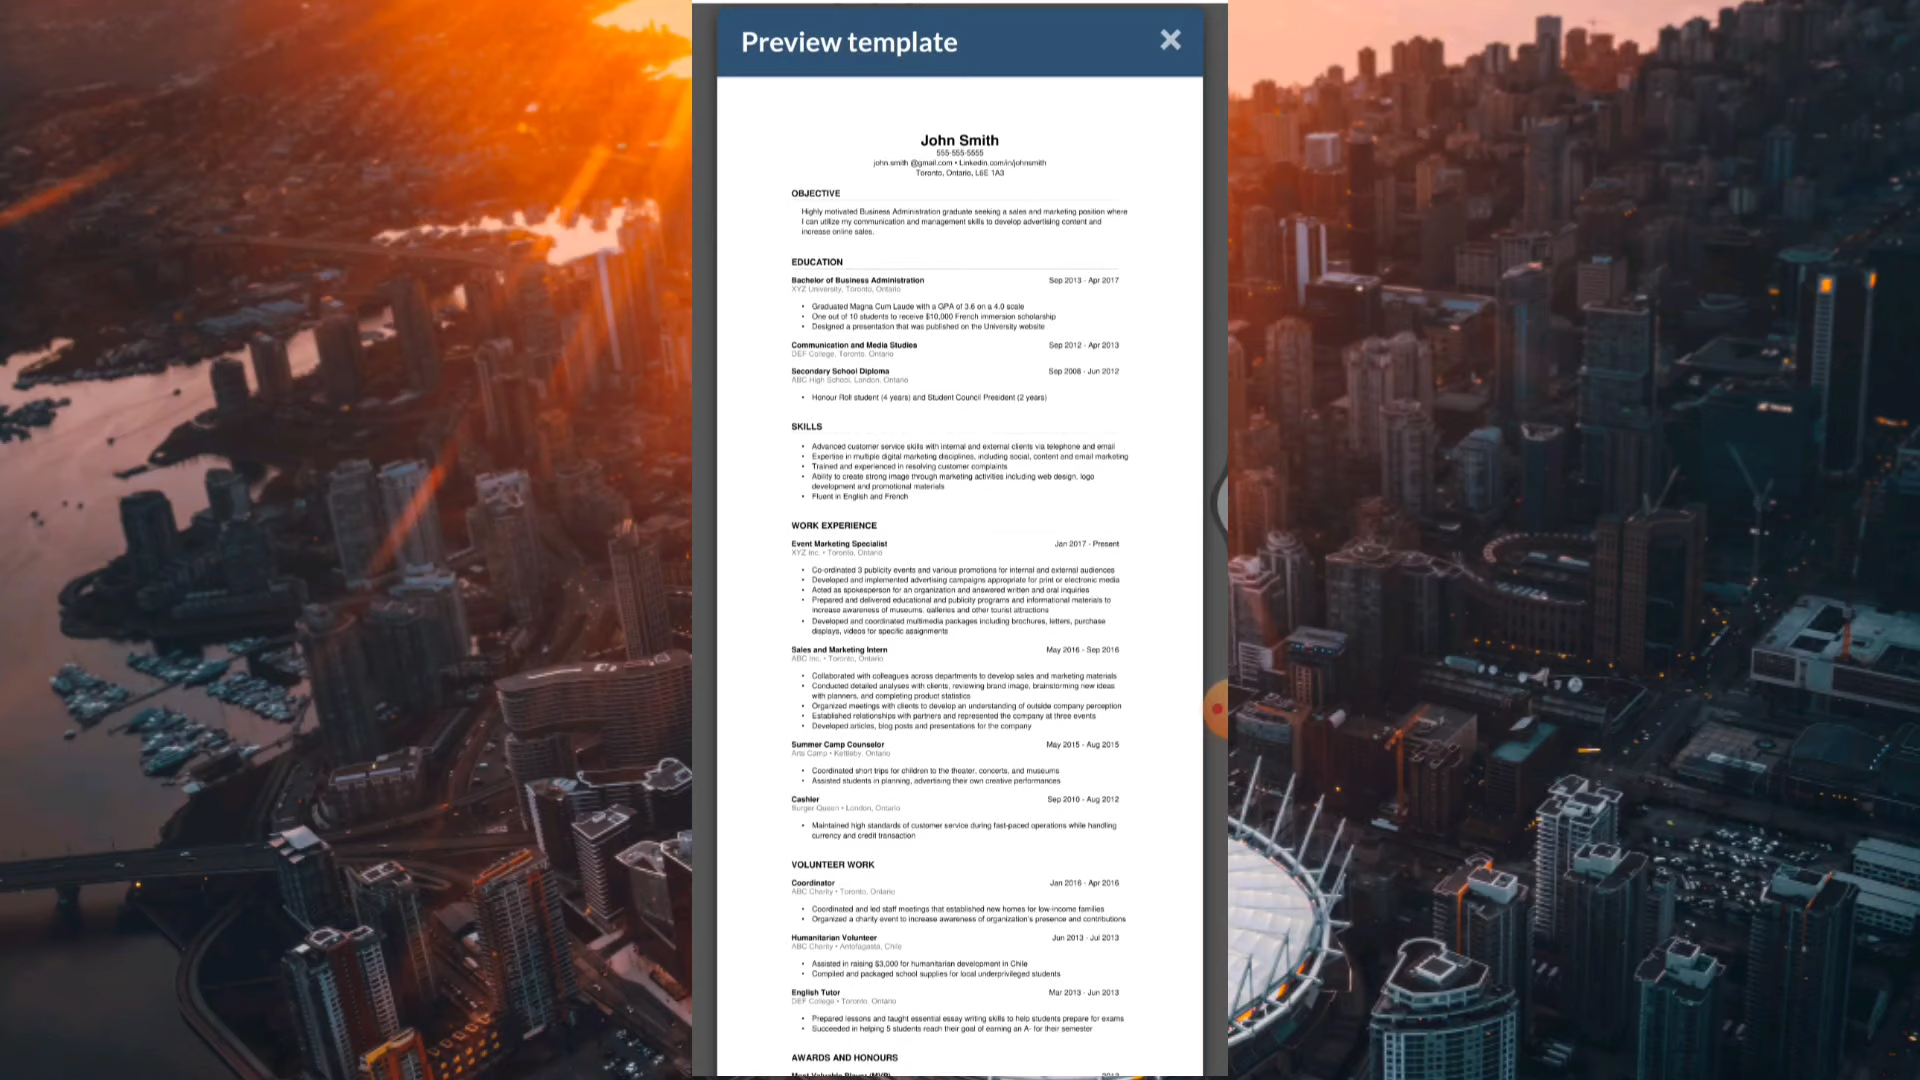 Preview template
John Smith
555-555-5555
john.smith @gmail.com • Linkedin.com/in/johnsmith
Toronto, Ontario, L6E 1A3
OBJECTIVE
Highly motivated Business Administration graduate seeking a sales and marketing position where
I can utilize my communication and management skills to develop advertising content and
increase online sales.
EDUCATION
Bachelor of Business Administration Sep 2013 - Apr 2017
XYZ University, Toronto, Ontario
• Graduated Magna Cum Laude with a GPA of 3.6 on a 4.0 scale
• One out of 10 students to receive $10,000 French immersion scholarship
• Designed a presentation that was published on the University website
Communication and Media Studies Sep 2012 - Apr 2013
DEF College, Toronto, Ontario
Secondary School Diploma Sep 2008 - Jun 2012
ABC High School, London, Ontario
• Honour Roll student (4 years) and Student Council President (2 years)
SKILLS
• Advanced customer service skills with internal and external clients via telephone and email
• Expertise in multiple digital marketing disciplines, including social, content and email marketing
• Trained and experienced in resolving customer complaints
• Ability to create strong image through marketing activities including web design, logo
development and promotional materials
• Fluent in English and French
WORK EXPERIENCE
Event Marketing Specialist Jan 2017 - Present
XYZ Inc. • Toronto, Ontario
• Co-ordinated 3 publicity events and various promotions for internal and external audiences
• Developed and implemented advertising campaigns appropriate for print or electronic media
• Acted as spokesperson for an organization and answered written and oral inquiries
• Prepared and delivered educational and publicity programs and informational materials to
increase awareness of museums, galleries and other tourist attractions
• Developed and coordinated multimedia packages including brochures, letters, purchase
displays, videos for specific assignments
Sales and Marketing Intern May 2016 - Sep 2016
ABC Inc. • Toronto, Ontario
• Collaborated with colleagues across departments to develop sales and marketing materials
• Conducted detailed analyses with clients, reviewing brand image, brainstorming new ideas
with planners, and completing product statistics
• Organized meetings with clients to develop an understanding of outside company perception
• Established relationships with partners and represented the company at three events
• Developed articles, blog posts and presentations for the company
Summer Camp Counselor May 2015 - Aug 2015
Arts Camp • Kettleby, Ontario
• Coordinated short trips for children to the theater, concerts, and museums
• Assisted students in planning, advertising their own creative performances
Cashier Sep 2010 - Aug 2012
Burger Queen • London, Ontario
• Maintained high standards of customer service during fast-paced operations while handling
currency and credit transaction
VOLUNTEER WORK
Coordinator Jan 2016 - Apr 2016
ABC Charity • Toronto, Ontario
• Coordinated and led staff meetings that established new homes for low-income families
• Organized a charity event to increase awareness of organization's presence and contributions
Humanitarian Volunteer Jun 2013 - Jul 2013
ABC Charity • Antofagasta, Chile
• Assisted in raising $3,000 for humanitarian development in Chile
• Compiled and packaged school supplies for local underprivileged students
English Tutor Mar 2013 - Jun 2013
DEF College • Toronto, Ontario
• Prepared lessons and taught essential essay writing skills to help students prepare for exams
• Succeeded in helping 5 students reach their goal of earning an A- for their semester
AWARDS AND HONOURS
Most Valuable Player (MVP)